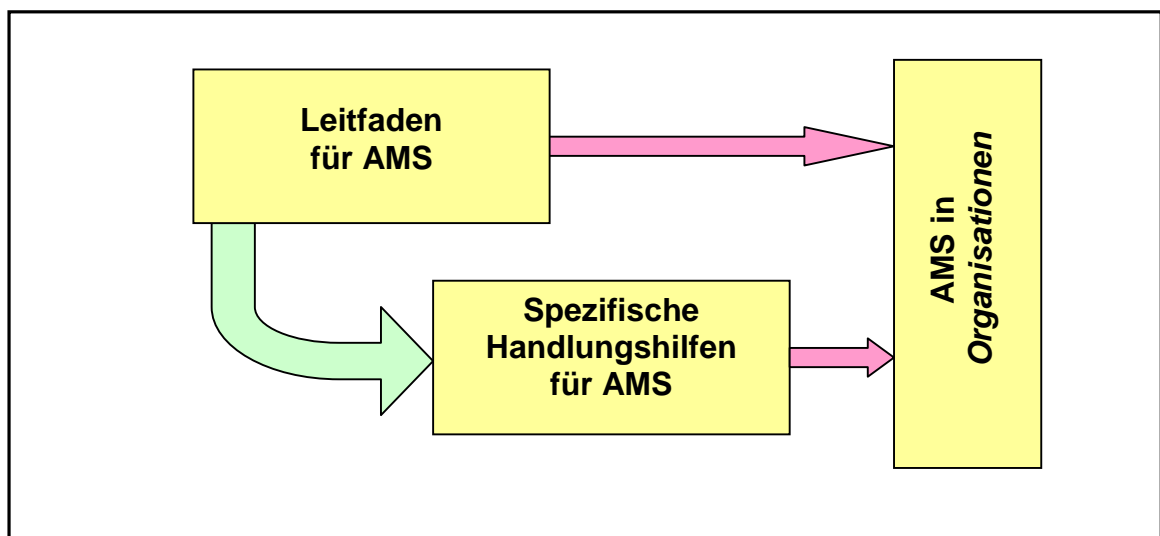 Leitfaden
für AMS
Spezifische
Handlungshilfen
für AMS
AMS in
Organisationen